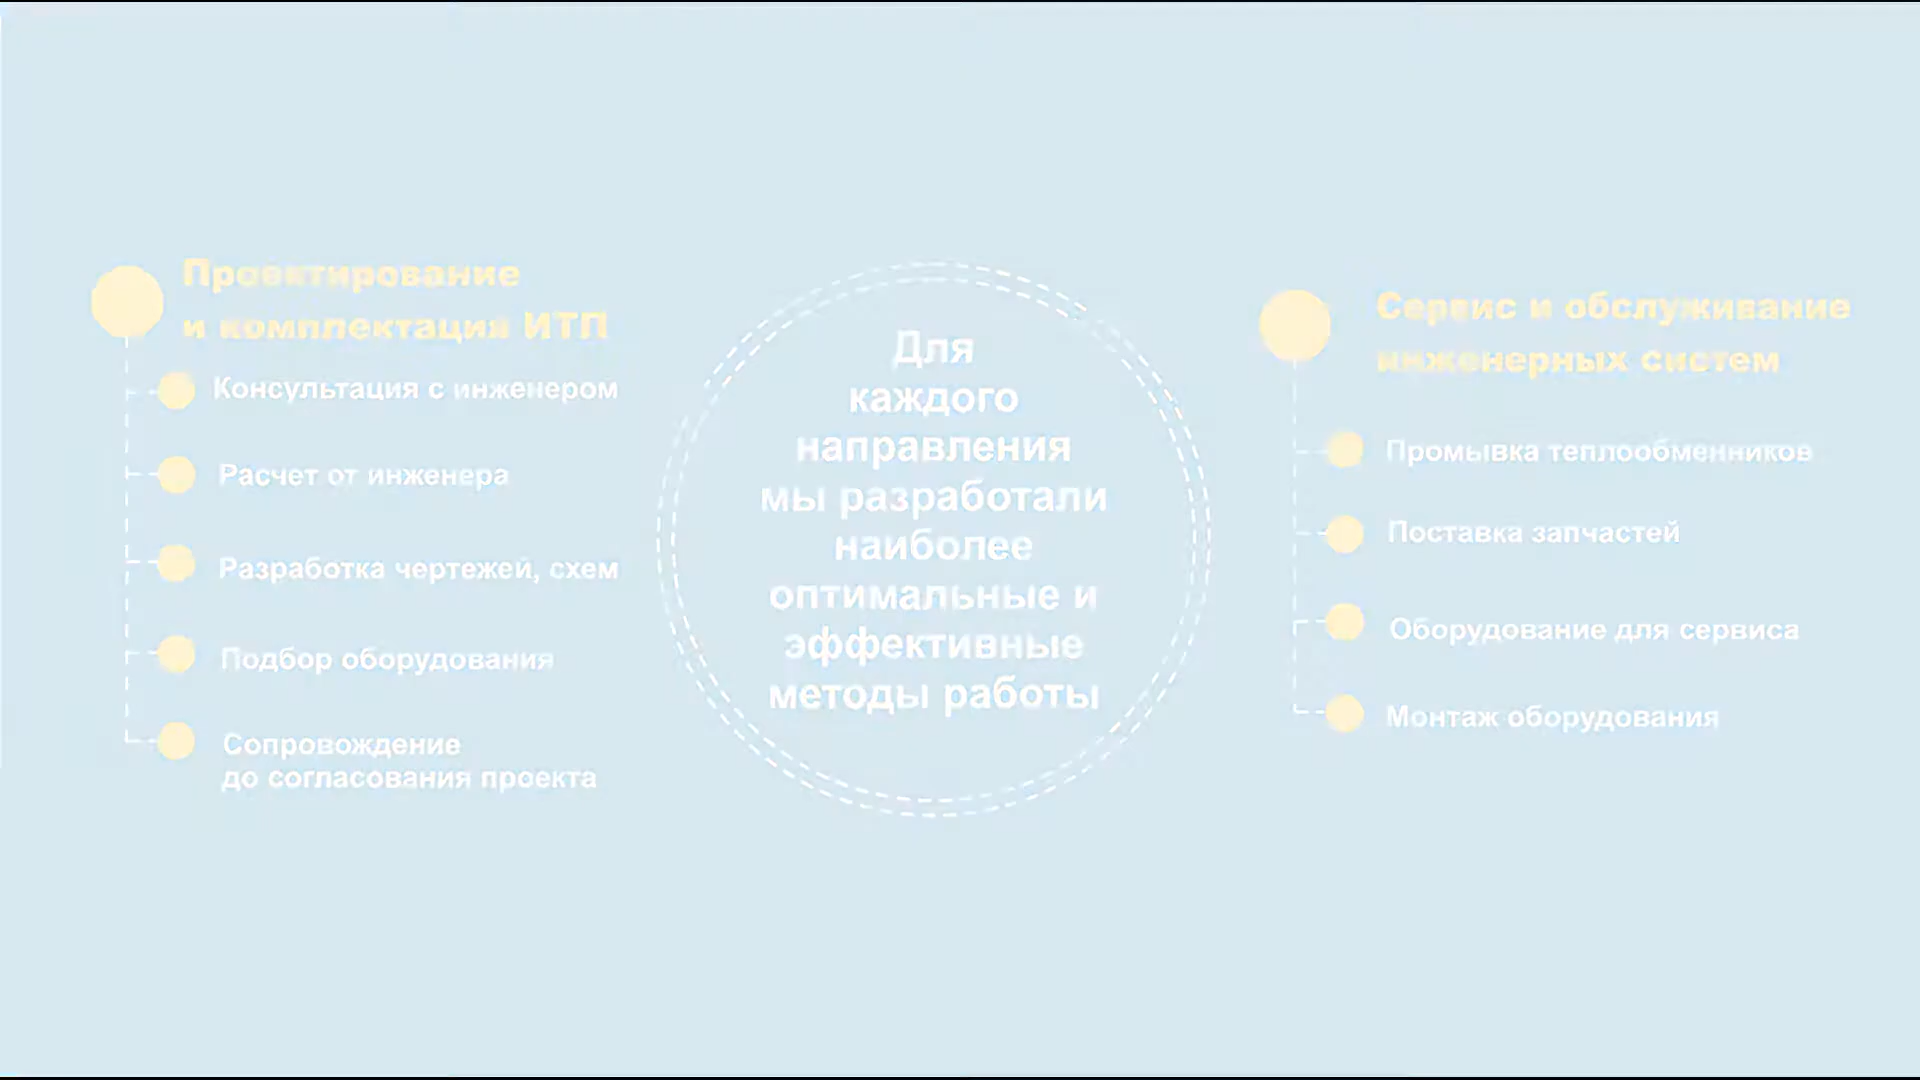 Проектирование
и комплектация ИТП
Консультация с инженером
Расчет от инженера
Разработка чертежей, схем
Подбор оборудования
Сопровождение
до согласования проекта
Для
каждого
направления
мы разработали
наиболее
оптимальные и
эффективные
методы работы
Сервис и обслуживание
инженерных систем
Промывка теплообменников
Поставка запчастей
Оборудование для сервиса
Монтаж оборудования